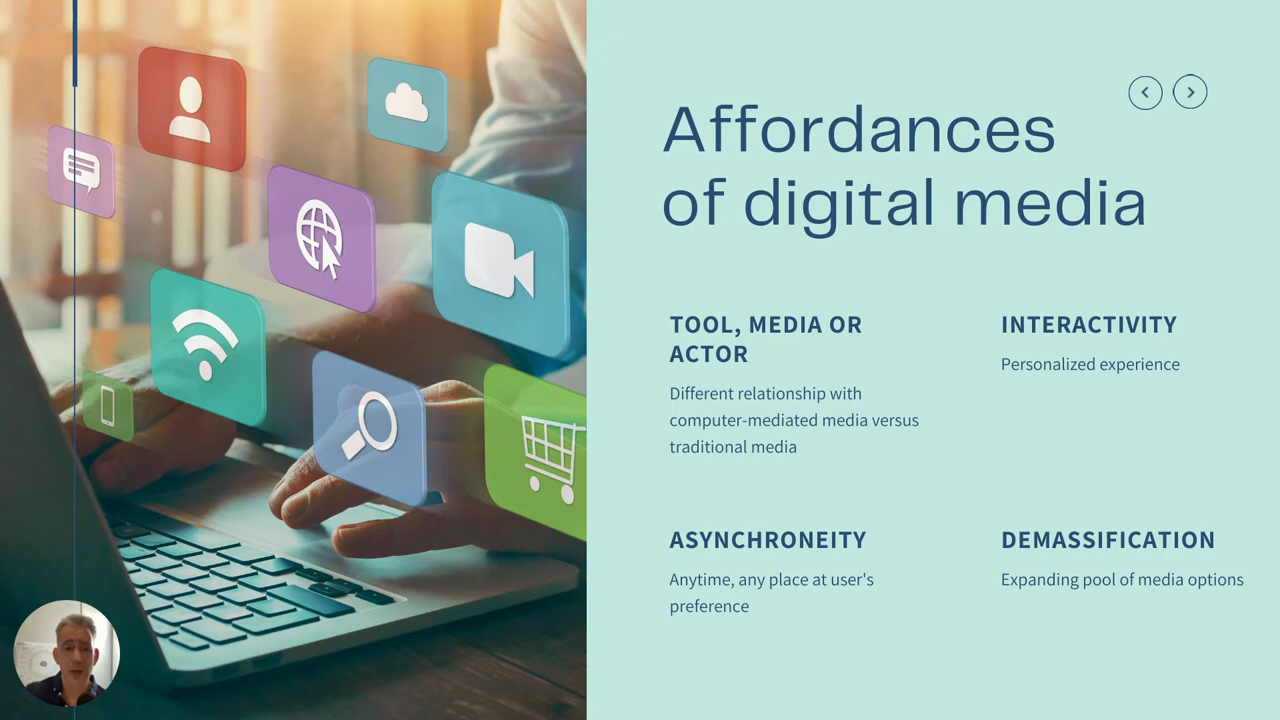 Affordances
of digital media
TOOL, MEDIA OR
ACTOR
Different relationship with
computer-mediated media versus
traditional media
INTERACTIVITY
Personalized experience
ASYNCHRONEITY
Anytime, any place at user's
preference
DEMASSIFICATION
Expanding pool of media options